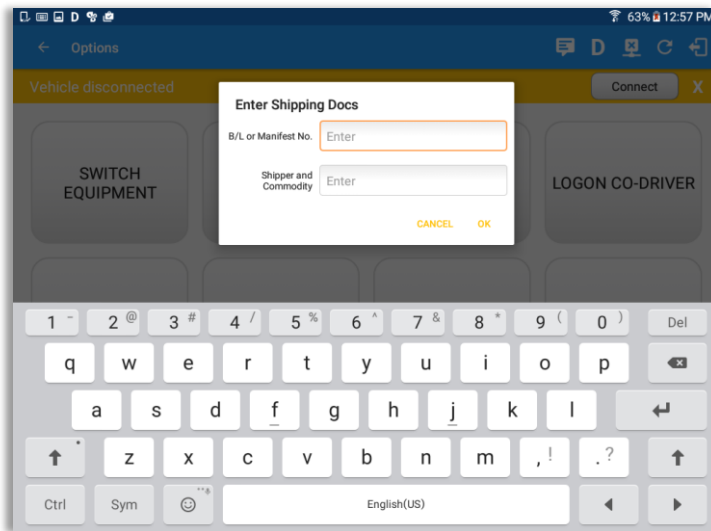 63% 12:57 PM
Options
D
Vehicle disconnected
Connect
X
Enter Shipping Docs
B/L or Manifest No.
Enter
Shipper and
Commodity
Enter
CANCEL OK
SWITCH
EQUIPMENT
LOGON CO-DRIVER
1 - 2 @ 3 # 4 / 5 % 6 ^ 7 & 8 * 9 ( 0 ) Del
q w e r t y u i o p
a s d f g h j k l
z x c v b n m , ! . ?
Ctrl Sym English(US)